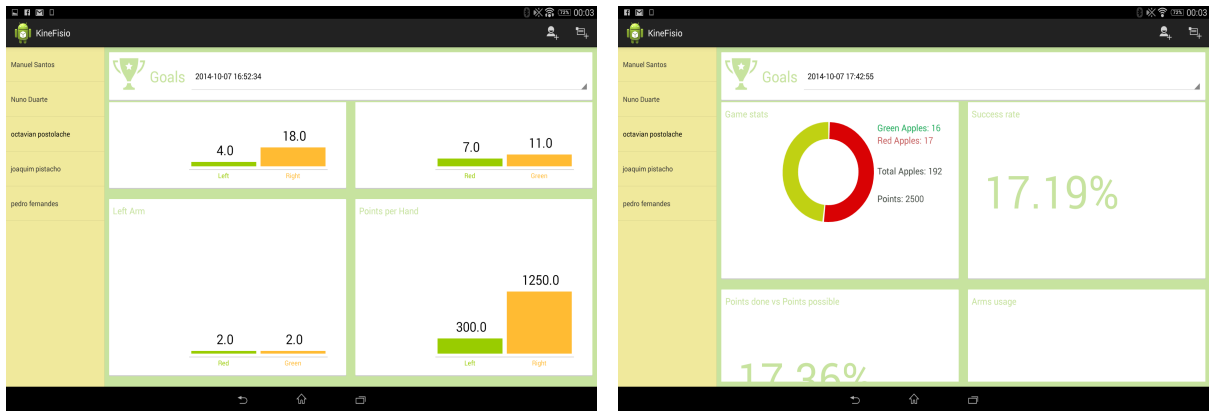 72% 00:03
KineFisio
Manuel Santos
Nuno Duarte
octavian postolache
joaquim pistacho
pedro fernandes
Goals 2014-10-07 16:52:34
4.0 18.0
Left Right
7.0 11.0
Red Green
Left Arm
2.0 2.0
Red Green
Points per Hand
300.0 1250.0
Left Right
72% 00:03
KineFisio
Manuel Santos
Nuno Duarte
octavian postolache
joaquim pistacho
pedro fernandes
Goals 2014-10-07 17:42:55
Game stats
Green Apples: 16
Red Apples: 17
Total Apples: 192
Points: 2500
Success rate
17.19%
Points done vs Points possible
17.36%
Arms usage